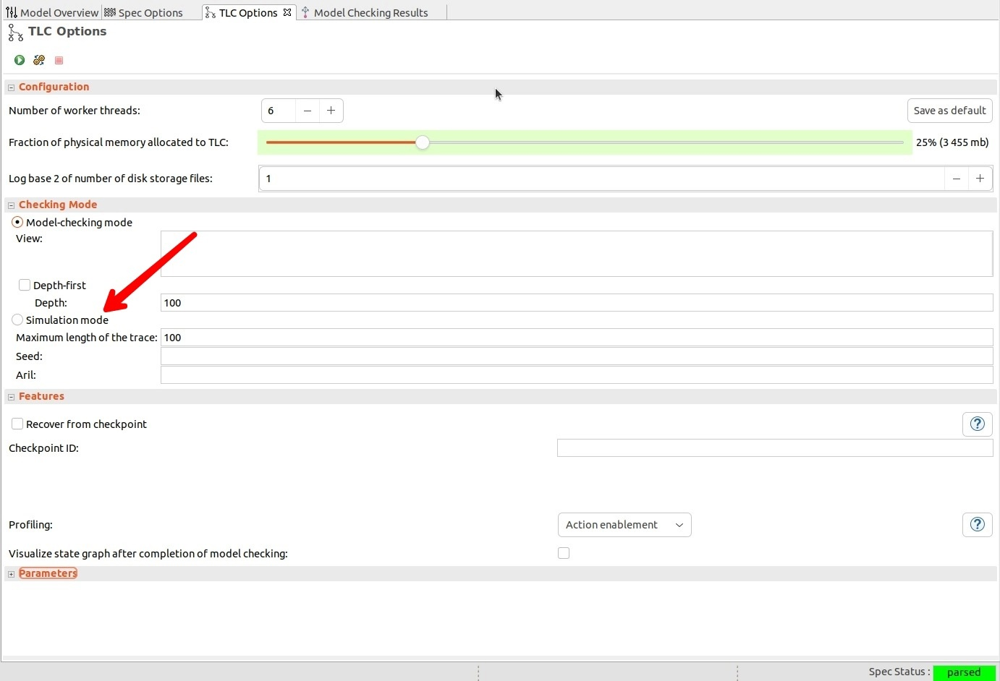 Model Overview Spec Options TLC Options Model Checking Results
TLC Options
Configuration
Number of worker threads: 6 − + Save as default
Fraction of physical memory allocated to TLC: 25% (3 455 mb)
Log base 2 of number of disk storage files: 1 − +
Checking Mode
Model-checking mode
View:
Depth-first
Depth: 100
Simulation mode
Maximum length of the trace: 100
Seed:
Aril:
Features
Recover from checkpoint ?
Checkpoint ID:
Profiling: Action enablement ?
Visualize state graph after completion of model checking:
Parameters
Spec Status : parsed